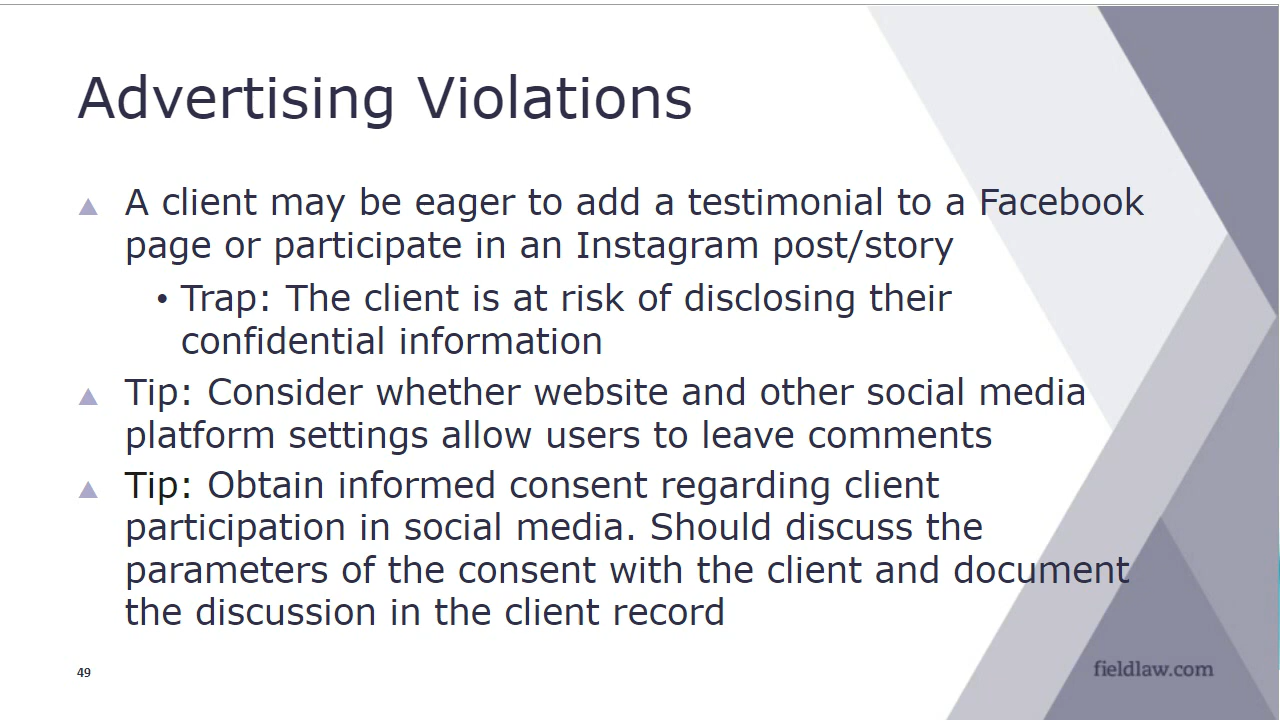 Advertising Violations
A client may be eager to add a testimonial to a Facebook
page or participate in an Instagram post/story
• Trap: The client is at risk of disclosing their
confidential information
Tip: Consider whether website and other social media
platform settings allow users to leave comments
Tip: Obtain informed consent regarding client
participation in social media. Should discuss the
parameters of the consent with the client and document
the discussion in the client record
49
fieldlaw.com